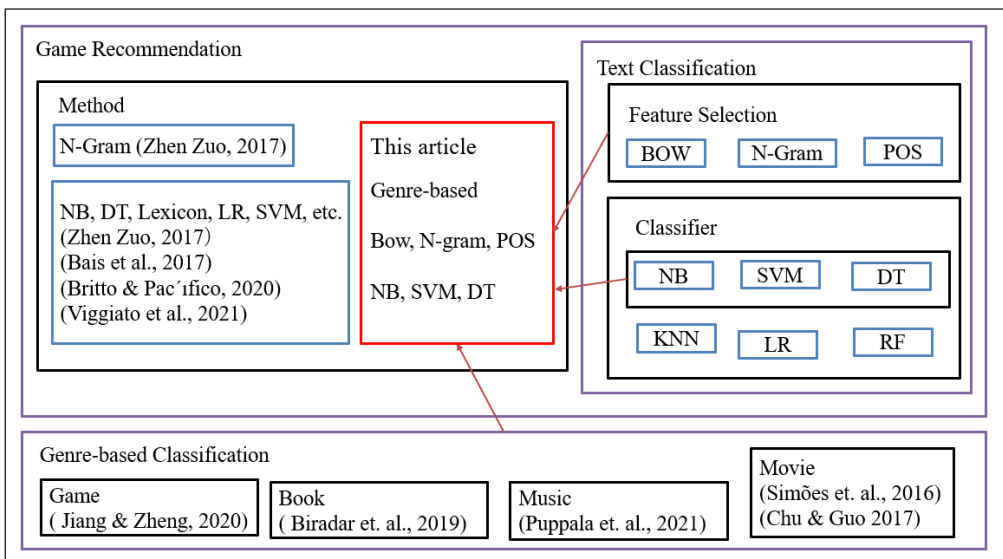 Game Recommendation
Method
N-Gram (Zhen Zuo, 2017)
NB, DT, Lexicon, LR, SVM, etc.
(Zhen Zuo, 2017）
(Bais et al., 2017)
(Britto & Pac´ıfico, 2020)
(Viggiato et al., 2021)
This article
Genre-based
Bow, N-gram, POS
NB, SVM, DT
Text Classification
Feature Selection
BOW
N-Gram
POS
Classifier
NB
SVM
DT
KNN
LR
RF
Genre-based Classification
Game
( Jiang & Zheng, 2020)
Book
( Biradar et. al., 2019)
Music
(Puppala et. al., 2021)
Movie
(Simões et. al., 2016)
(Chu & Guo 2017)